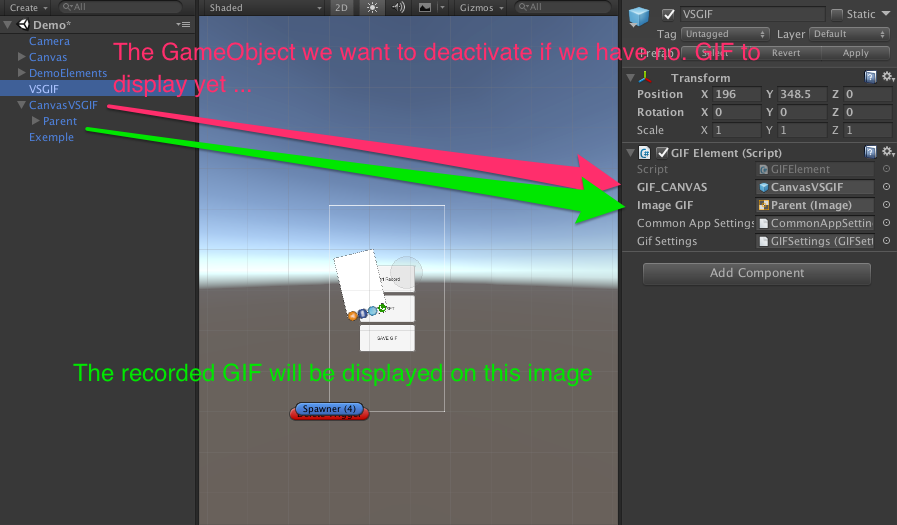 Create
All
Shaded
2D
Gizmos
All
VSGIF
Static
Tag
Untagged
Layer
Default
Prefab
Select
Revert
Apply
The GameObject we want to deactivate if we have no. GIF to
display yet ...
Demo*
Camera
Canvas
DemoElements
VSGIF
CanvasVSGIF
Parent
Exemple
Transform
Position X 196 Y 348.5 Z 0
Rotation X 0 Y 0 Z 0
Scale X 1 Y 1 Z 1
GIF Element (Script)
Script GIFElement
GIF_CANVAS CanvasVSGIF
Image GIF Parent (Image)
Common App Settings CommonAppSettin
Gif Settings GIFSettings (GIFSett
Add Component
Record
SAVE GIF
The recorded GIF will be displayed on this image
Spawner (4)